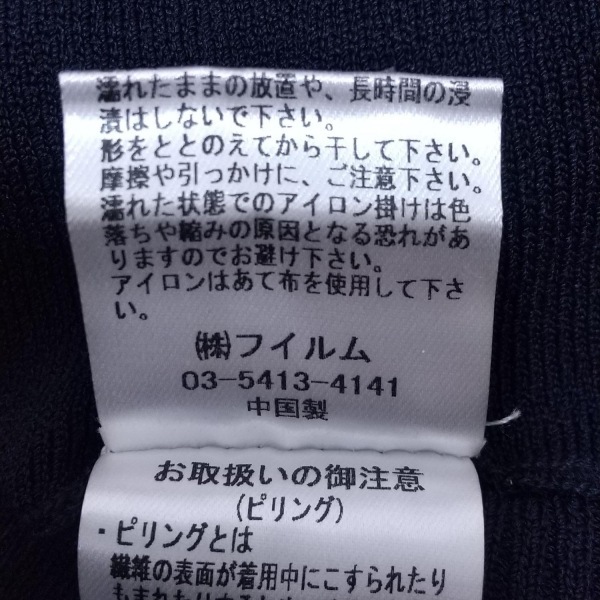 濡れたままの放置や、長時間の浸
漬はしないで下さい。
形をととのえてから干して下さい。
摩擦や引っかけに、ご注意下さい。
濡れた状態でのアイロン掛けは色
落ちや縮みの原因となる恐れがあ
りますのでお避け下さい。
アイロンはあて布を使用して下さ
い。
㈱フイルム
03-5413-4141
中国製
お取扱いの御注意
(ピリング)
・ピリングとは
繊維の表面が着用中にこすられたり